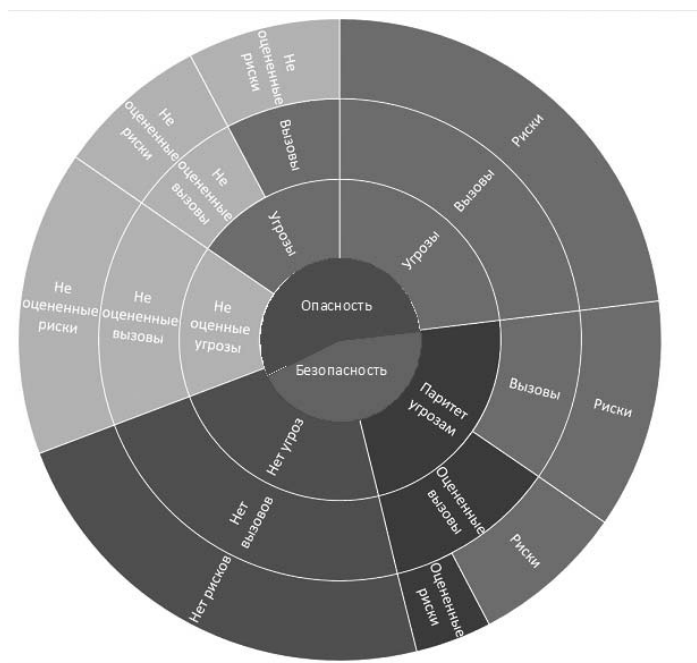 Опасность
Безопасность
Угрозы
Вызовы
Риски
Паритет
угрозам
Вызовы
Риски
Оцененные
вызовы
Риски
Оцененные
риски
Нет угроз
Нет
вызовов
Нет рисков
Не
оценные
угрозы
Не
оцененные
вызовы
Не
оцененные
риски
Угрозы
Не
оцененные
вызовы
Не
оцененные
риски
Вызовы
Не
оцененные
риски